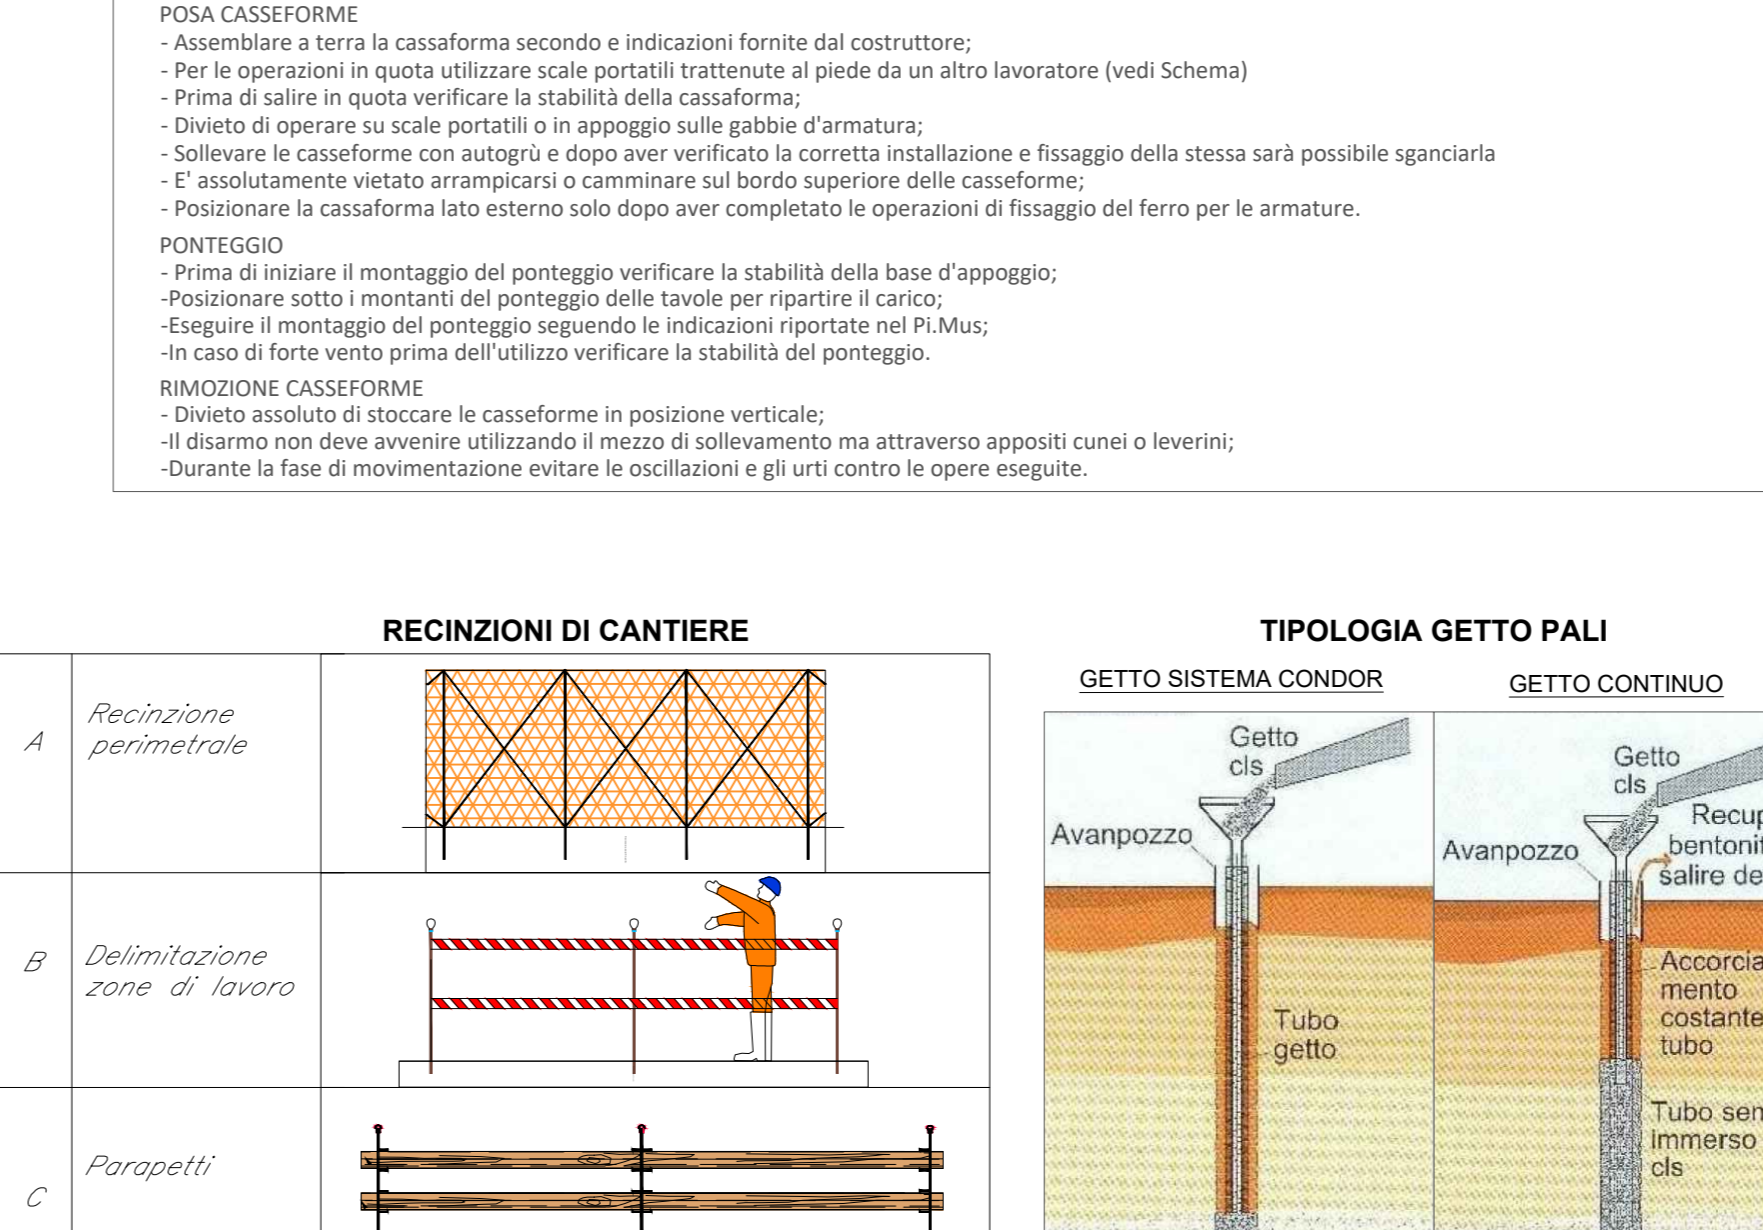 POSA CASSEFORME
- Assemblare a terra la cassaforma secondo e indicazioni fornite dal costruttore;
- Per le operazioni in quota utilizzare scale portatili trattenute al piede da un altro lavoratore (vedi Schema)
- Prima di salire in quota verificare la stabilità della cassaforma;
- Divieto di operare su scale portatili o in appoggio sulle gabbie d'armatura;
- Sollevare le casseforme con autogrù e dopo aver verificato la corretta installazione e fissaggio della stessa sarà possibile sganciarla
- E' assolutamente vietato arrampicarsi o camminare sul bordo superiore delle casseforme;
- Posizionare la cassaforma lato esterno solo dopo aver completato le operazioni di fissaggio del ferro per le armature.
PONTEGGIO
- Prima di iniziare il montaggio del ponteggio verificare la stabilità della base d'appoggio;
-Posizionare sotto i montanti del ponteggio delle tavole per ripartire il carico;
-Eseguire il montaggio del ponteggio seguendo le indicazioni riportate nel Pi.Mus;
-In caso di forte vento prima dell'utilizzo verificare la stabilità del ponteggio.
RIMOZIONE CASSEFORME
- Divieto assoluto di stoccare le casseforme in posizione verticale;
-Il disarmo non deve avvenire utilizzando il mezzo di sollevamento ma attraverso appositi cunei o leverini;
-Durante la fase di movimentazione evitare le oscillazioni e gli urti contro le opere eseguite.
RECINZIONI DI CANTIERE
A
Recinzione
perimetrale
B
Delimitazione
zone di lavoro
C
Parapetti
TIPOLOGIA GETTO PALI
GETTO SISTEMA CONDOR
Getto
cls
Avanpozzo
Tubo
getto
GETTO CONTINUO
Getto
cls
Avanpozzo
Recup
bentonit
salire de
Accorcia
mento
costante
tubo
Tubo sem
immerso
cls